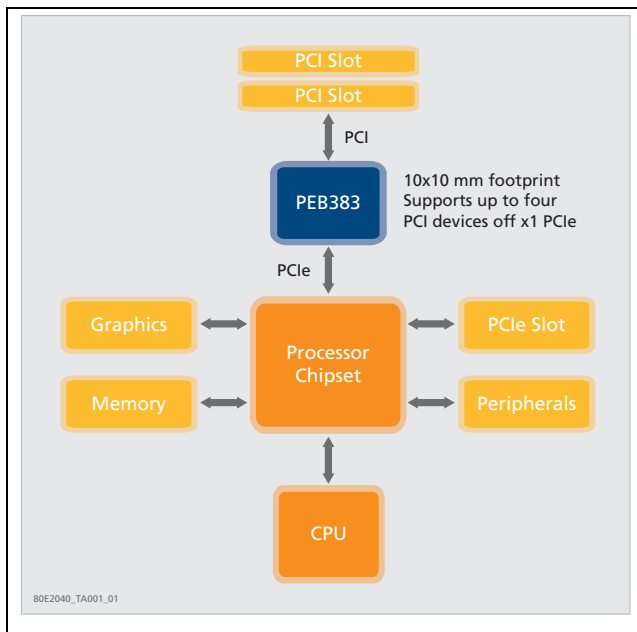 PCI Slot
PCI Slot
PCI
PEB383
10x10 mm footprint
Supports up to four
PCI devices off x1 PCIe
PCIe
Graphics
Processor
Chipset
PCIe Slot
Memory
Peripherals
CPU
80E2040_TA001_01